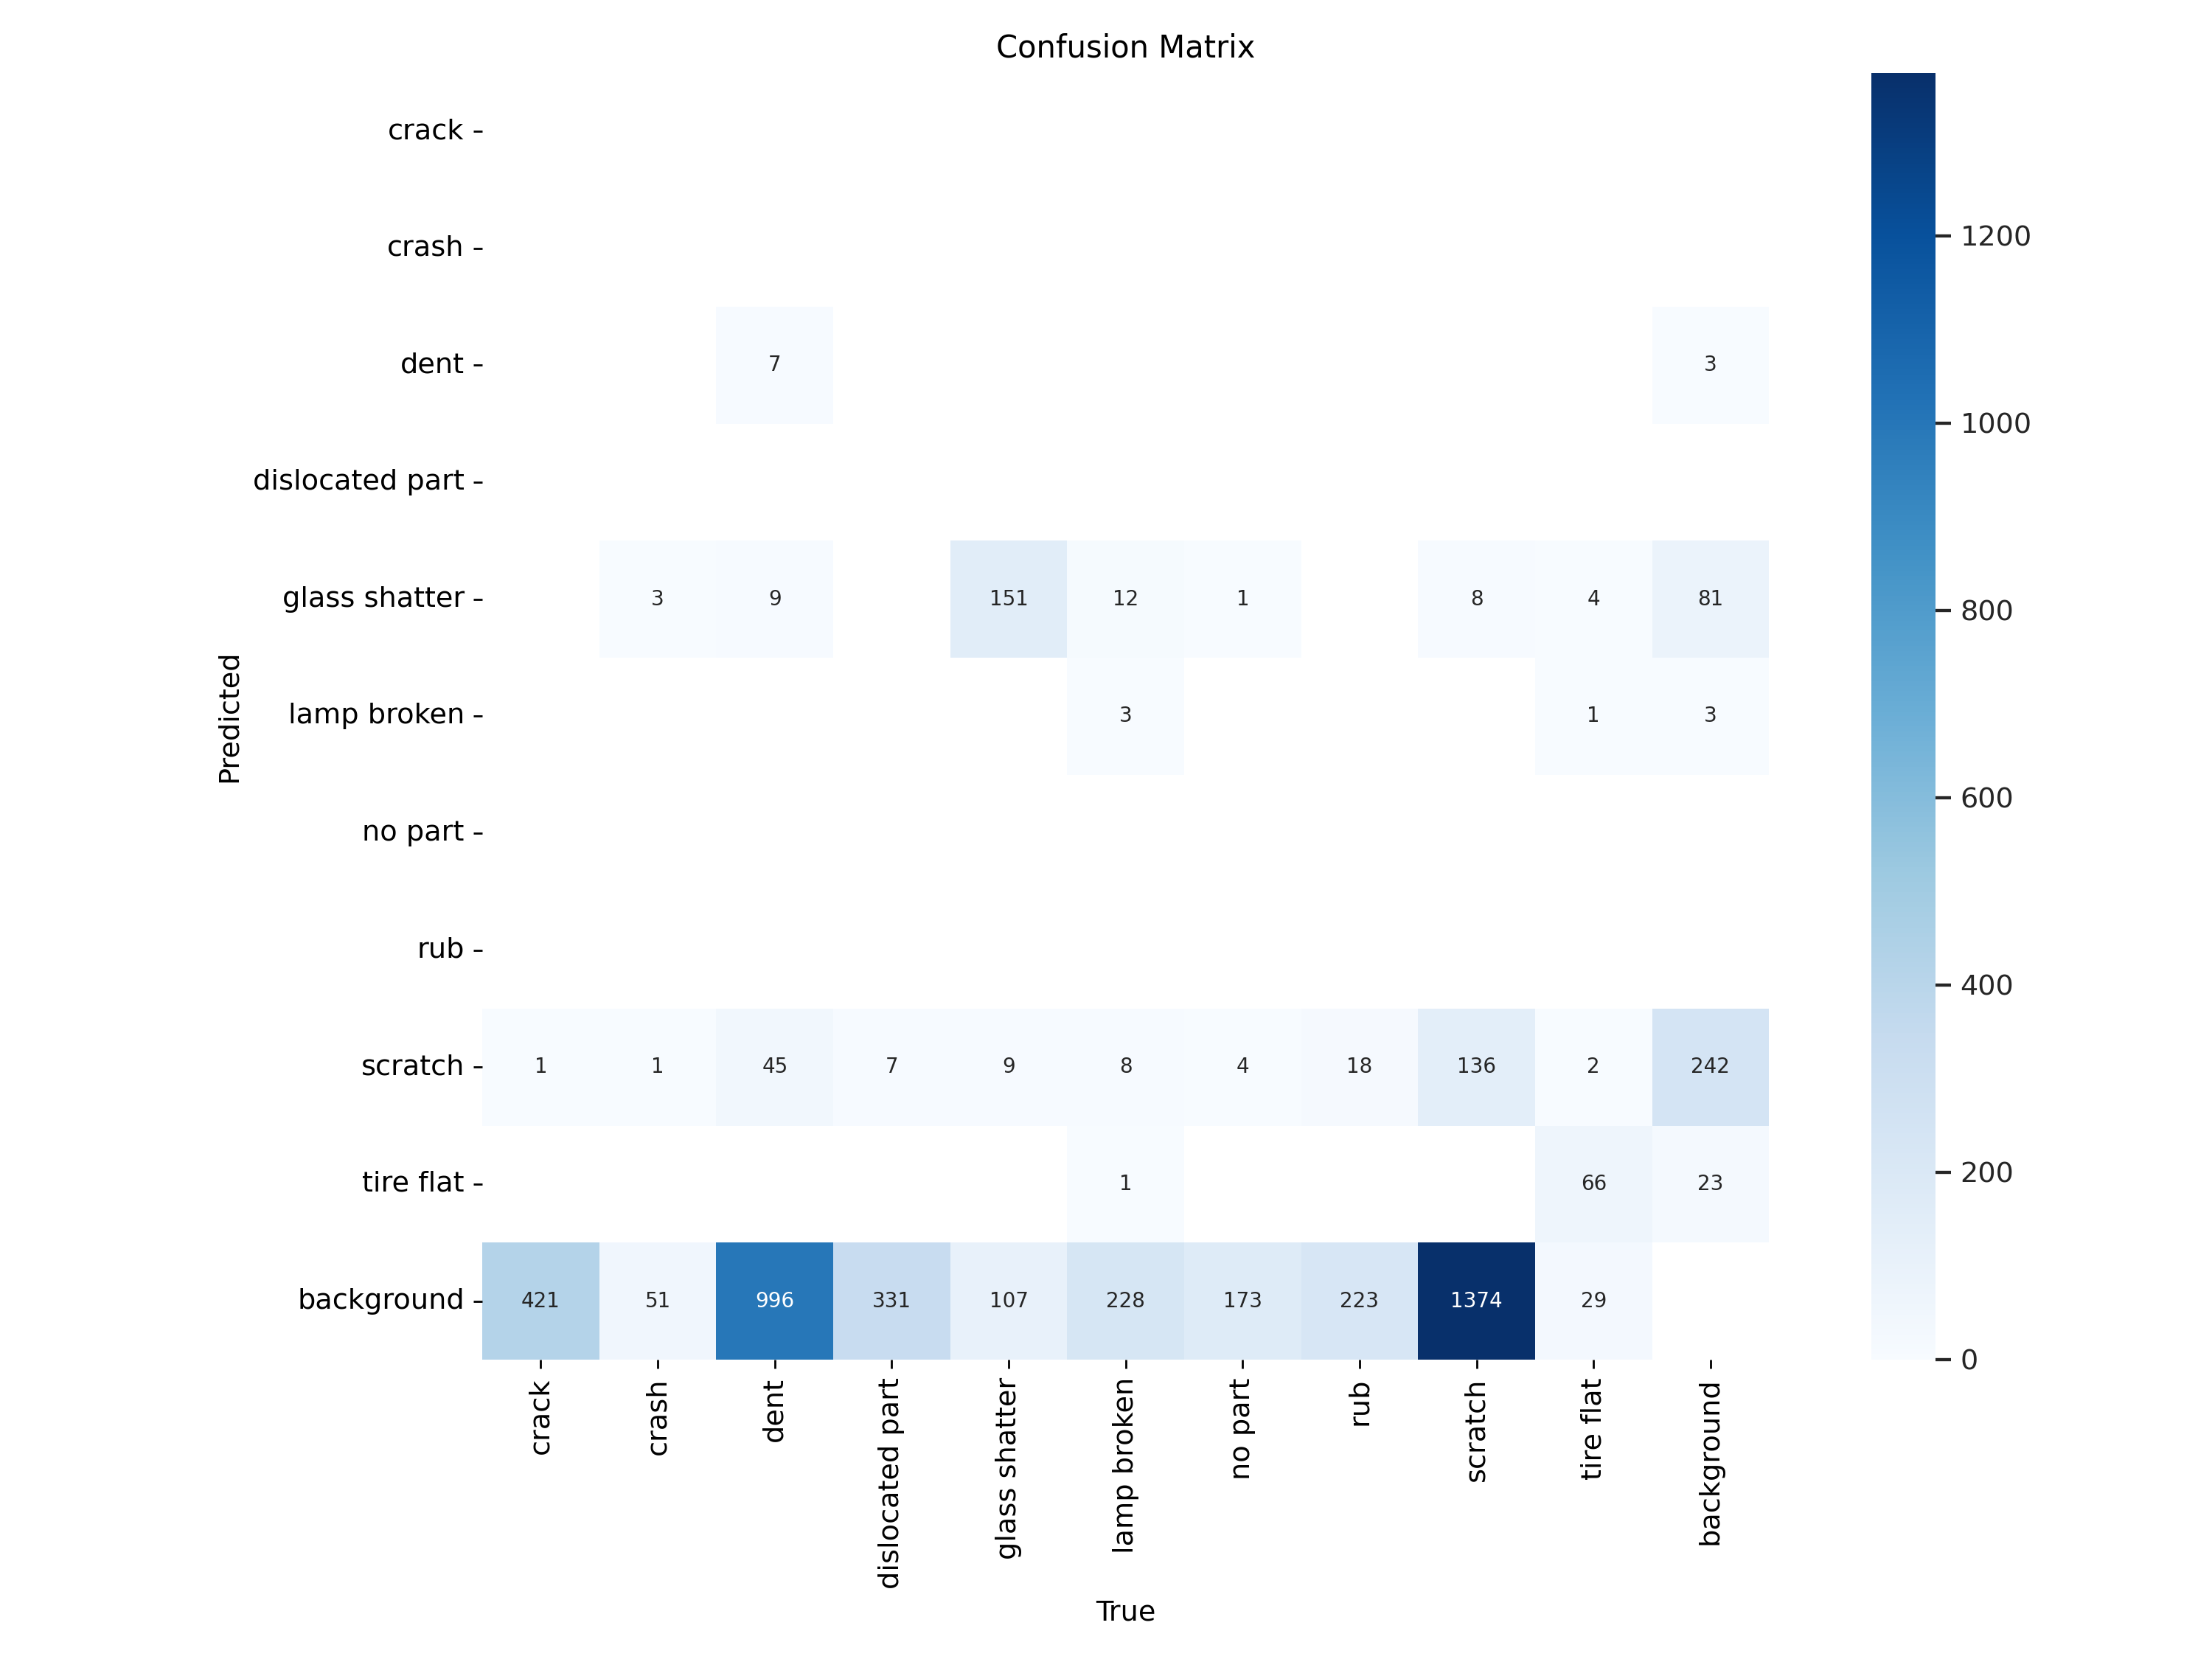 Confusion Matrix
crack
crash
dent
7 3
dislocated part
glass shatter
3 9 151 12 1 8 4 81
lamp broken
3 1 3
no part
rub
scratch
1 1 45 7 9 8 4 18 136 2 242
tire flat
1 66 23
background
421 51 996 331 107 228 173 223 1374 29
Predicted
crack
crash
dent
dislocated part
glass shatter
lamp broken
no part
rub
scratch
tire flat
background
True
1200
1000
800
600
400
200
0